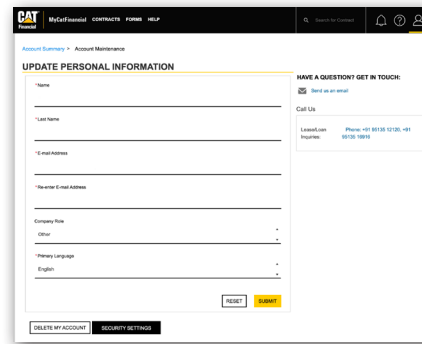 CAT
Financial
MyCatFinancial CONTRACTS FORMS HELP
Search for Contract
Account Summary > Account Maintenance
UPDATE PERSONAL INFORMATION
*Name
*Last Name
*E-mail Address
*Re-enter E-mail Address
Company Role
Other
*Primary Language
English
RESET SUBMIT
DELETE MY ACCOUNT SECURITY SETTINGS
HAVE A QUESTION? GET IN TOUCH:
Send us an email
Call Us
Lease/Loan Phone: +91 95135 12120, +91
Inquiries: 95135 16916